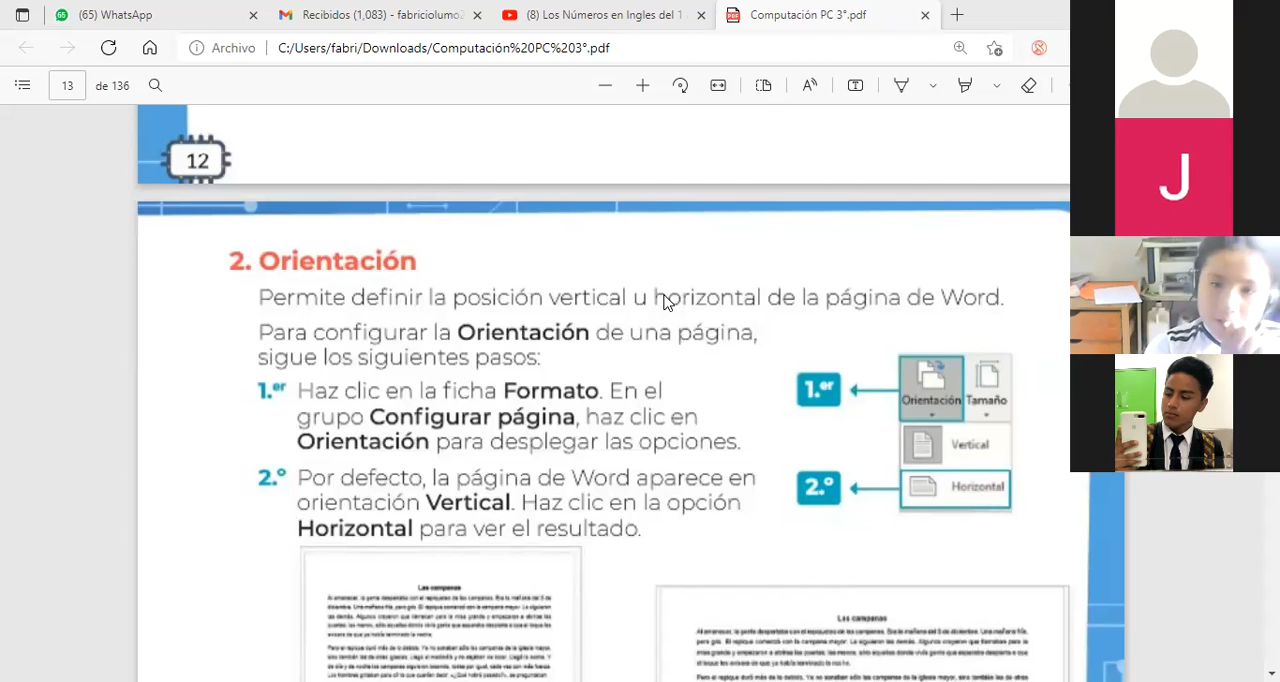 (65) WhatsApp
Recibidos (1,083) - fabriciolumo2
(8) Los Números en Ingles del 1
Computación PC 3°.pdf
Archivo
C:/Users/fabri/Downloads/Computación%20PC%203°.pdf
13
de 136
12
2. Orientación
Permite definir la posición vertical u horizontal de la página de Word.
Para configurar la Orientación de una página,
sigue los siguientes pasos:
1.er Haz clic en la ficha Formato. En el
grupo Configurar página, haz clic en
Orientación para desplegar las opciones.
2.º Por defecto, la página de Word aparece en
orientación Vertical. Haz clic en la opción
Horizontal para ver el resultado.
1.er
Orientación Tamaño
Vertical
2.º
Horizontal
Las campanas
Las campanas
J